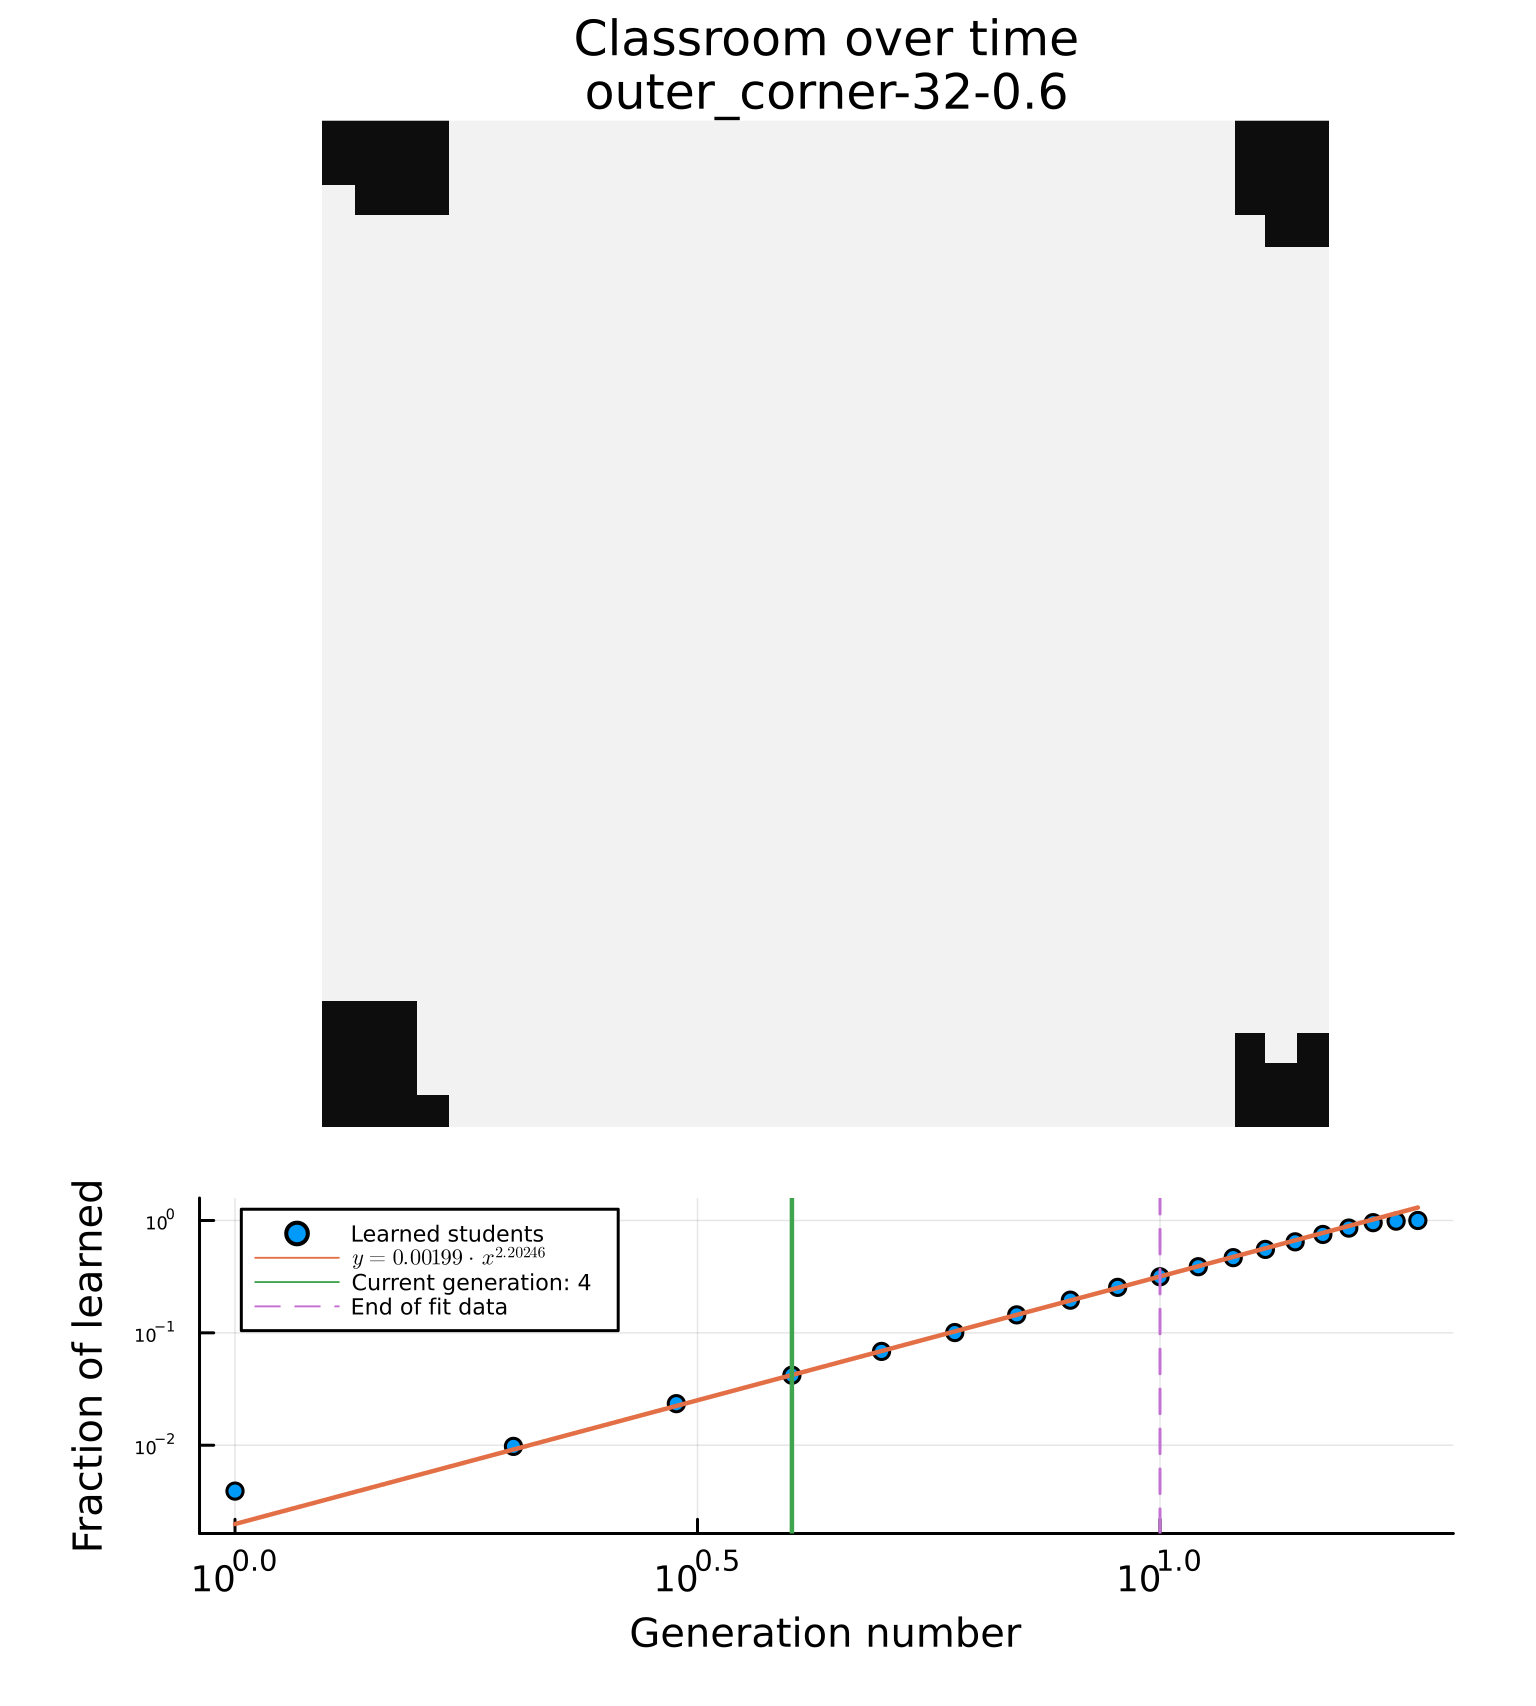 Classroom over time
outer_corner-32-0.6
Fraction of learned
10⁰
10⁻¹
10⁻²
Learned students
y = 0.00199 · x^{2.20246}
Current generation: 4
End of fit data
10^{0.0} 10^{0.5} 10^{1.0}
Generation number